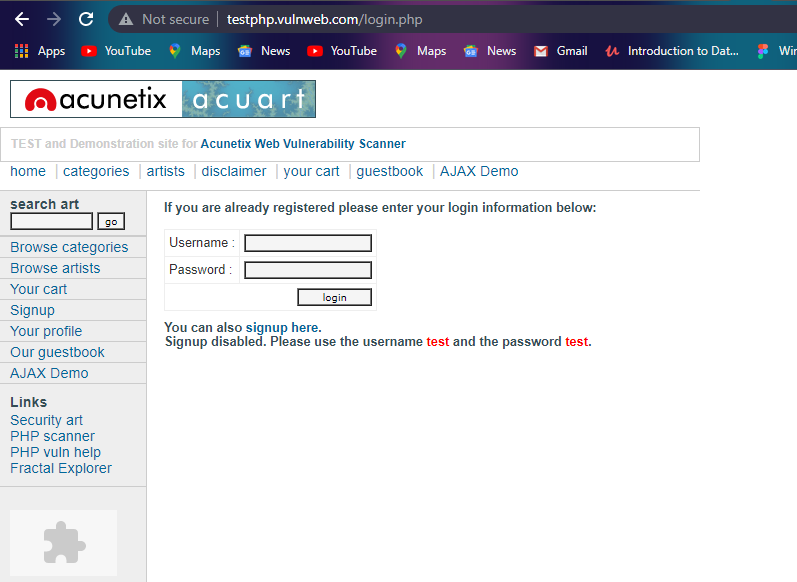 Not secure | testphp.vulnweb.com/login.php
Apps YouTube Maps News YouTube Maps News Gmail Introduction to Dat... Wir
acunetix acuart
TEST and Demonstration site for Acunetix Web Vulnerability Scanner
home | categories | artists | disclaimer | your cart | guestbook | AJAX Demo
search art
go
Browse categories
Browse artists
Your cart
Signup
Your profile
Our guestbook
AJAX Demo
Links
Security art
PHP scanner
PHP vuln help
Fractal Explorer
If you are already registered please enter your login information below:
Username :
Password :
login
You can also signup here.
Signup disabled. Please use the username test and the password test.